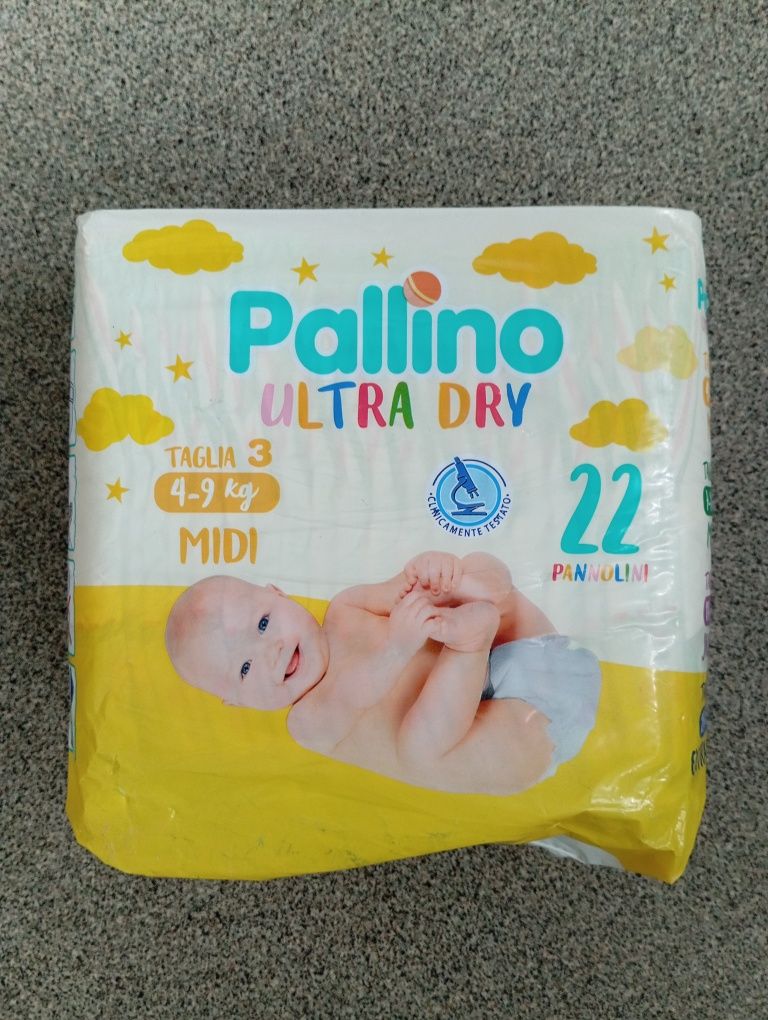 Pallino
ULTRA DRY
TAGLIA 3
4-9 kg
MIDI
CLINICAMENTE TESTATO
22
PANNOLINI